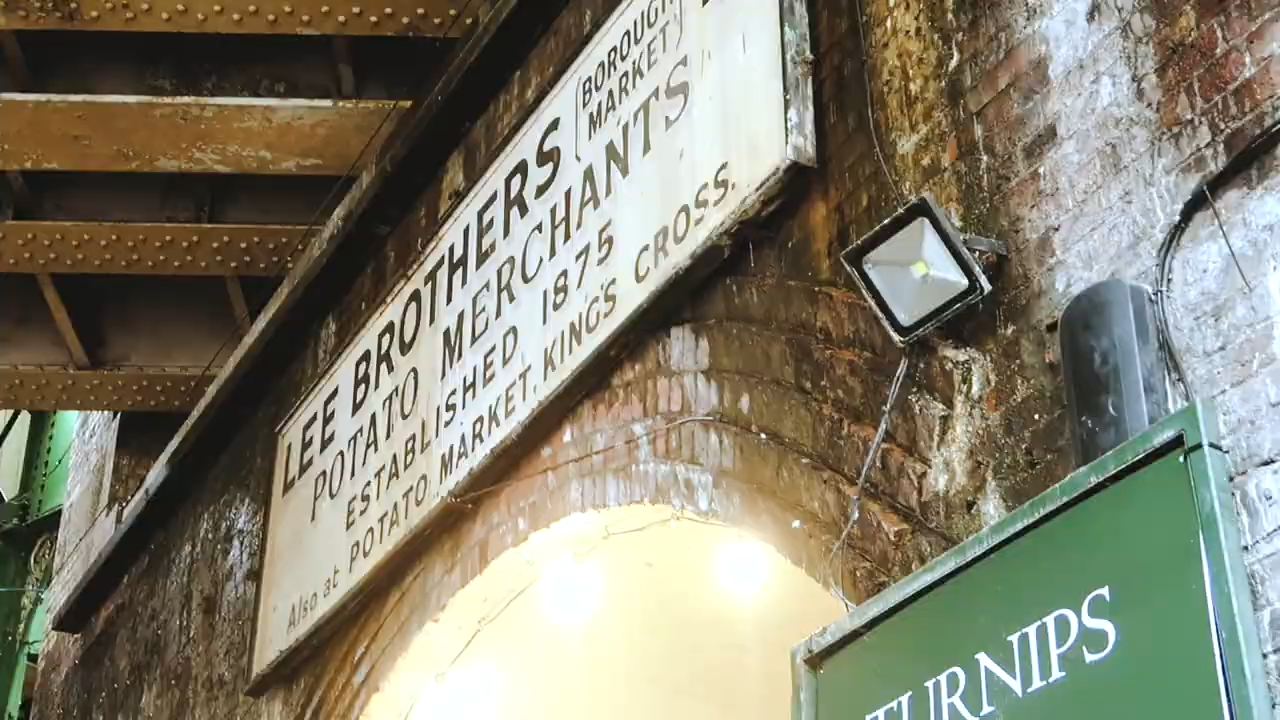 LEE BROTHERS (BOROUGH MARKET)
POTATO MERCHANTS
ESTABLISHED 1875
Also at POTATO MARKET, KING'S CROSS.
TURNIPS